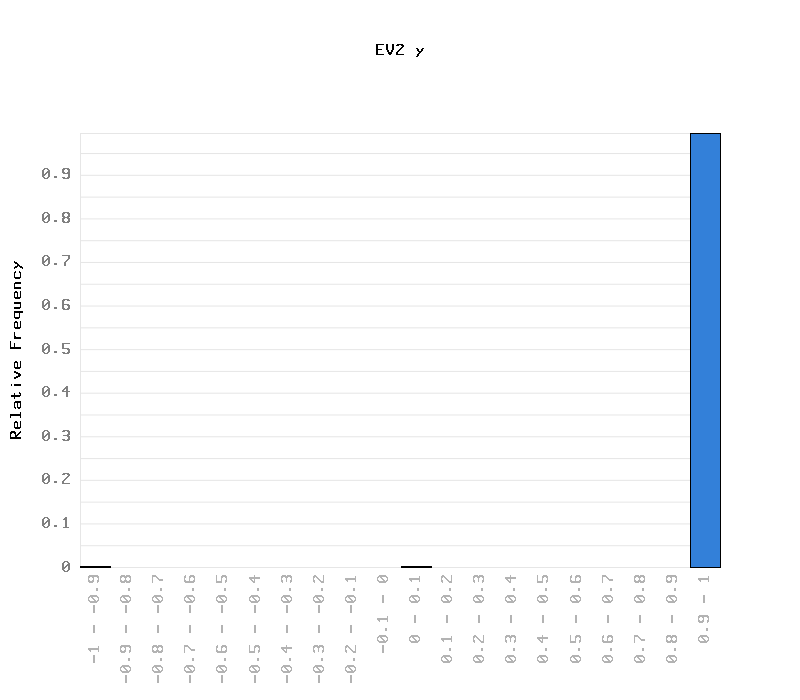 EV2 y
Relative Frequency
0.9
0.8
0.7
0.6
0.5
0.4
0.3
0.2
0.1
0
-1 - -0.9
-0.9 - -0.8
-0.8 - -0.7
-0.7 - -0.6
-0.6 - -0.5
-0.5 - -0.4
-0.4 - -0.3
-0.3 - -0.2
-0.2 - -0.1
-0.1 - 0
0 - 0.1
0.1 - 0.2
0.2 - 0.3
0.3 - 0.4
0.4 - 0.5
0.5 - 0.6
0.6 - 0.7
0.7 - 0.8
0.8 - 0.9
0.9 - 1